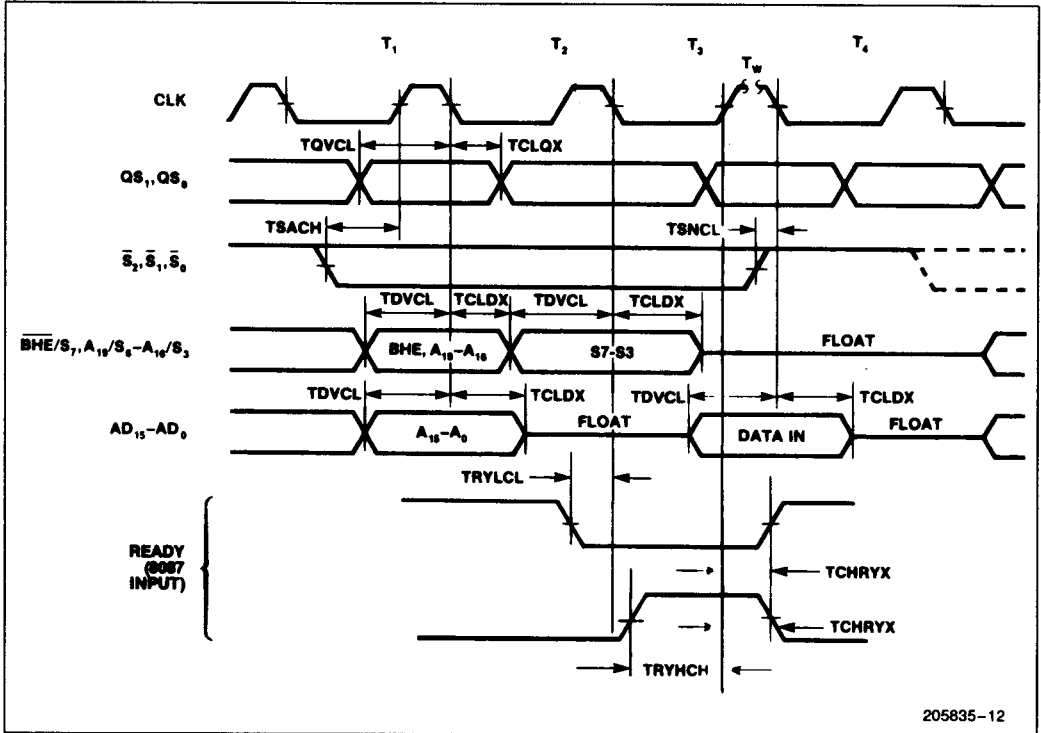 T₁ T₂ T₃ T₄
T_W
CLK
TQVCL TCLQX
QS₁,QS₀
TSACH TSNCL
S̅₂,S̅₁,S̅₀
TDVCL TCLDX TDVCL TCLDX
B̅H̅E̅/S₇,A₁₉/S₆–A₁₆/S₃ BHE, A₁₉–A₁₆ S7-S3 FLOAT
TDVCL TCLDX TDVCL TCLDX
AD₁₅–AD₀ A₁₅–A₀ FLOAT DATA IN FLOAT
TRYLCL
READY
(8087
INPUT)
TCHRYX
TCHRYX
TRYHCH
205835–12